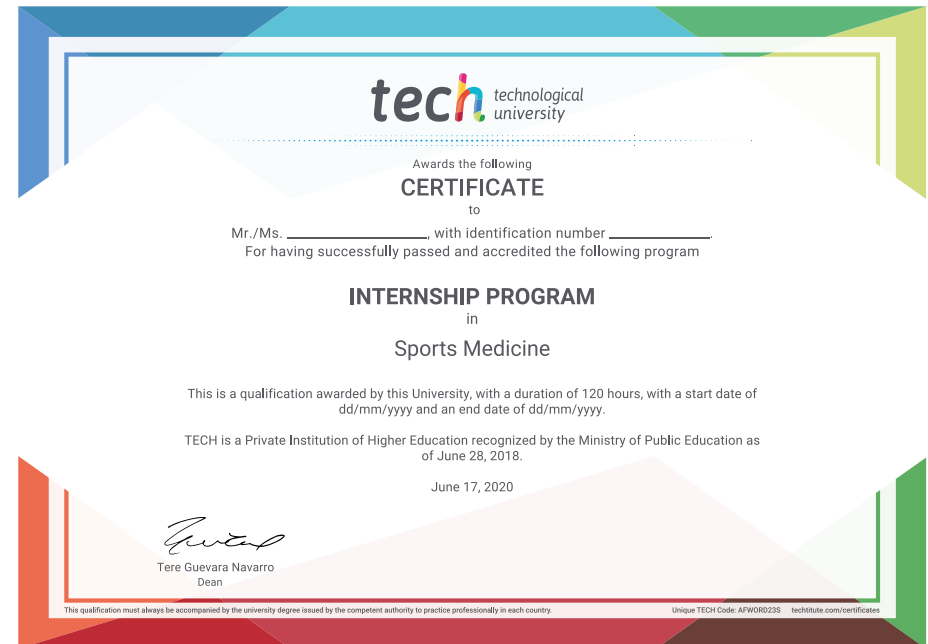 tech technological
university
Awards the following
CERTIFICATE
to
Mr./Ms. ____________________, with identification number ______________.
For having successfully passed and accredited the following program
INTERNSHIP PROGRAM
in
Sports Medicine
This is a qualification awarded by this University, with a duration of 120 hours, with a start date of
dd/mm/yyyy and an end date of dd/mm/yyyy.
TECH is a Private Institution of Higher Education recognized by the Ministry of Public Education as
of June 28, 2018.
June 17, 2020
Tere Guevara Navarro
Dean
This qualification must always be accompanied by the university degree issued by the competent authority to practice professionally in each country.
Unique TECH Code: AFWORD23S techtitute.com/certificates